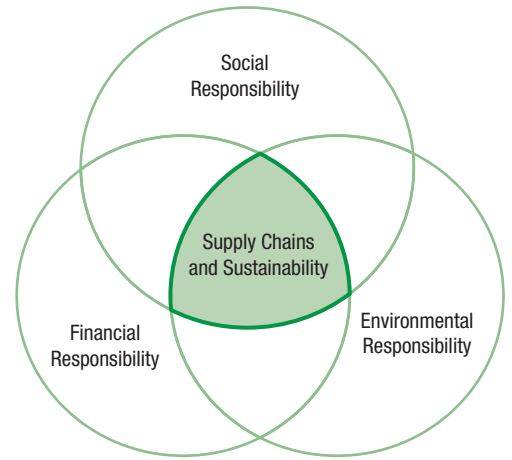 Social
Responsibility
Supply Chains
and Sustainability
Financial
Responsibility
Environmental
Responsibility